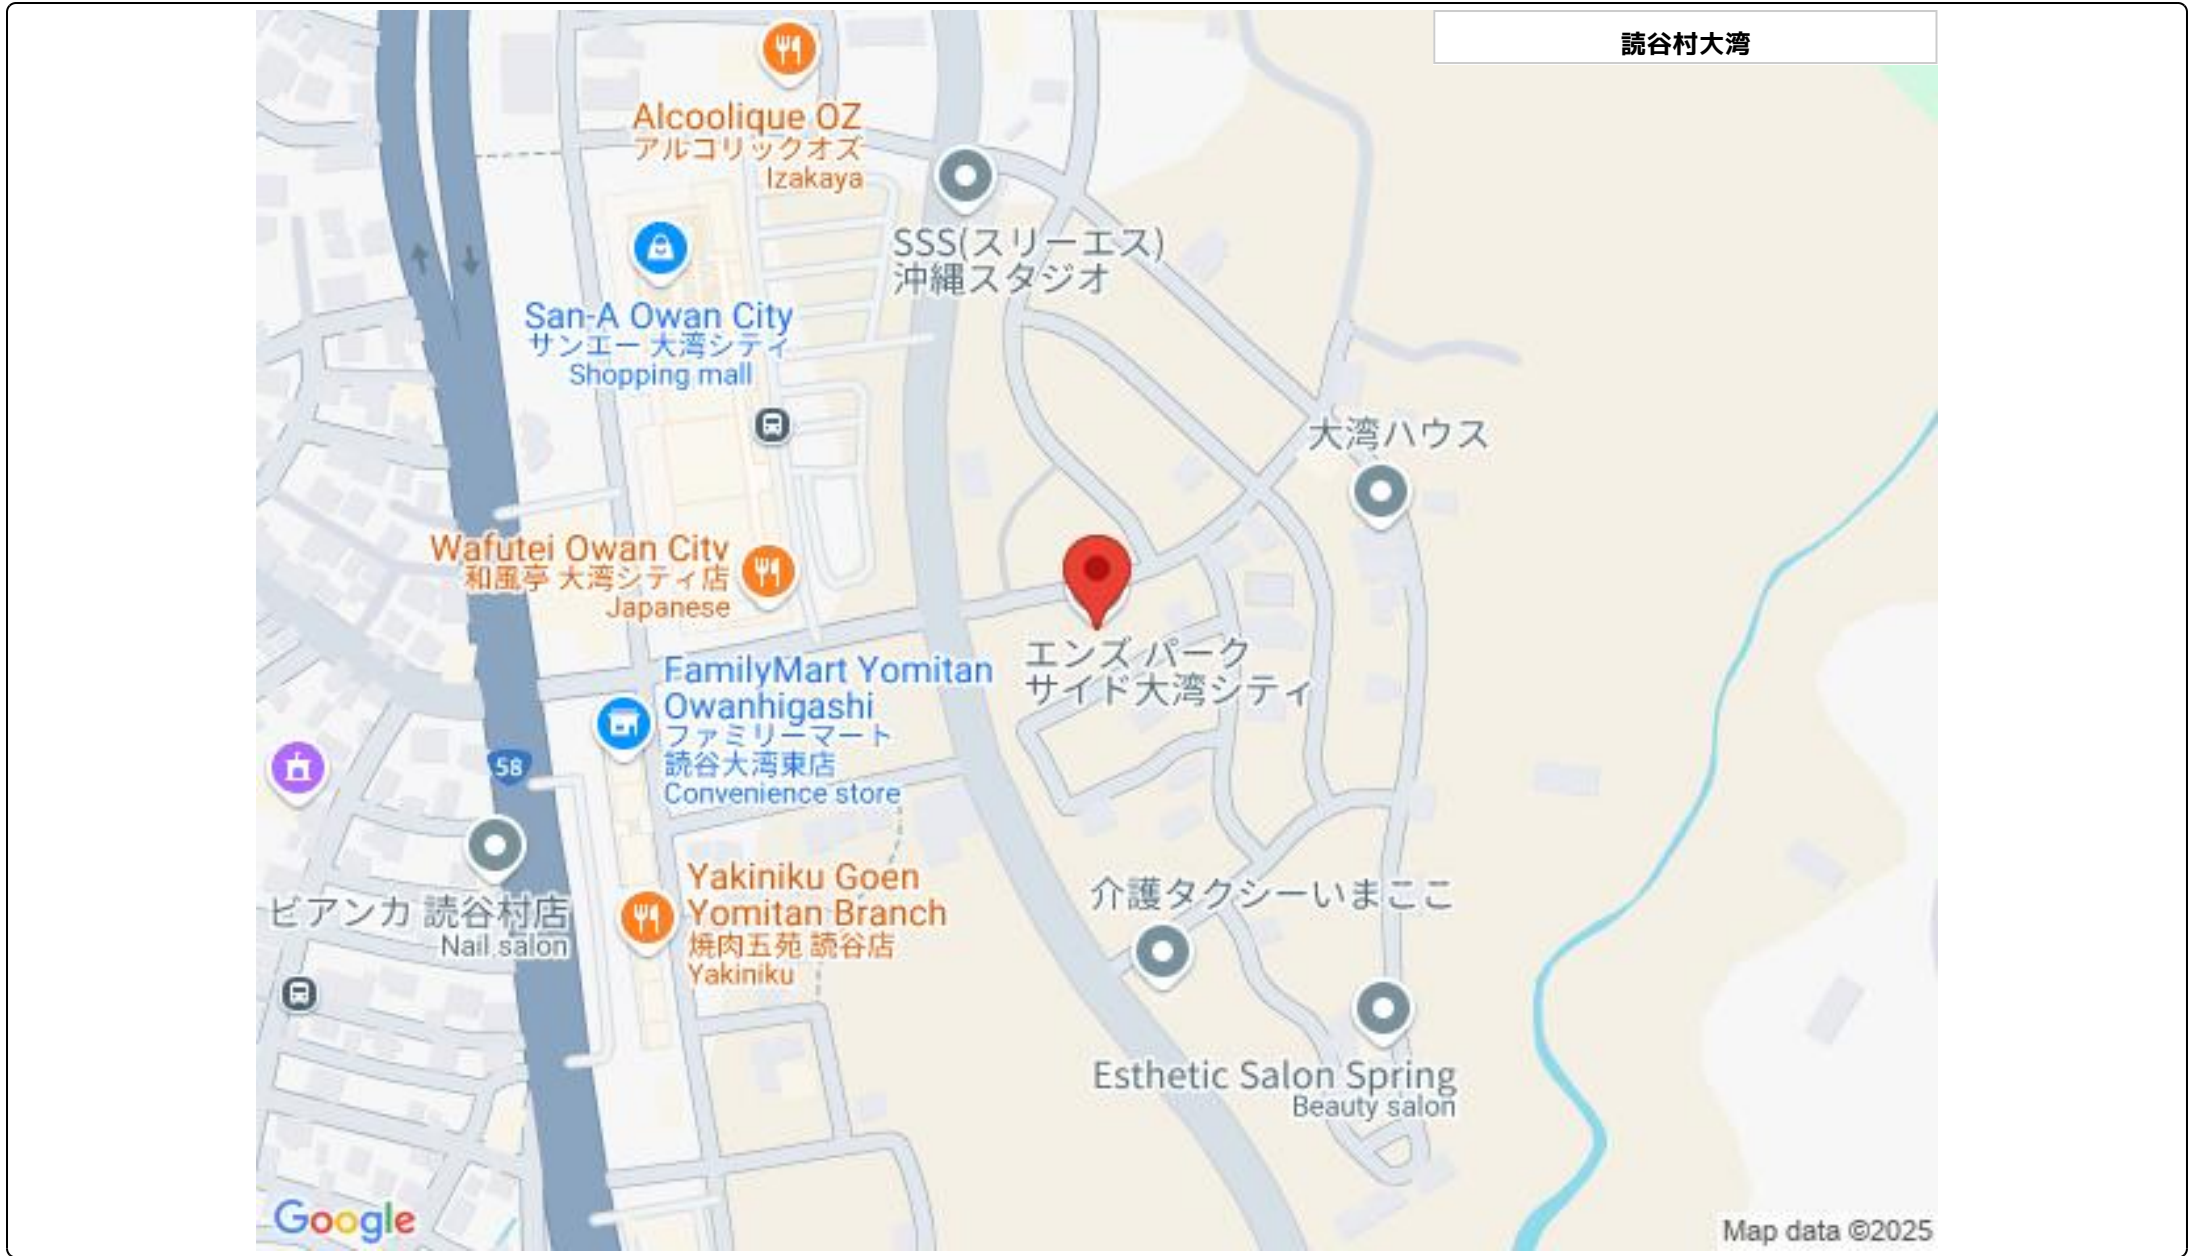 読谷村大湾
Alcoolique OZ
アルコリックオズ
Izakaya
SSS(スリーエス)
沖縄スタジオ
San-A Owan City
サンエー 大湾シティ
Shopping mall
大湾ハウス
Wafutei Owan City
和風亭 大湾シティ店
Japanese
エンズ パーク
サイド大湾シティ
FamilyMart Yomitan
Owanhigashi
ファミリーマート
読谷大湾東店
Convenience store
58
Yakiniku Goen
Yomitan Branch
焼肉五苑 読谷店
Yakiniku
ビアンカ 読谷村店
Nail salon
介護タクシーいまここ
Esthetic Salon Spring
Beauty salon
Google
Map data ©2025